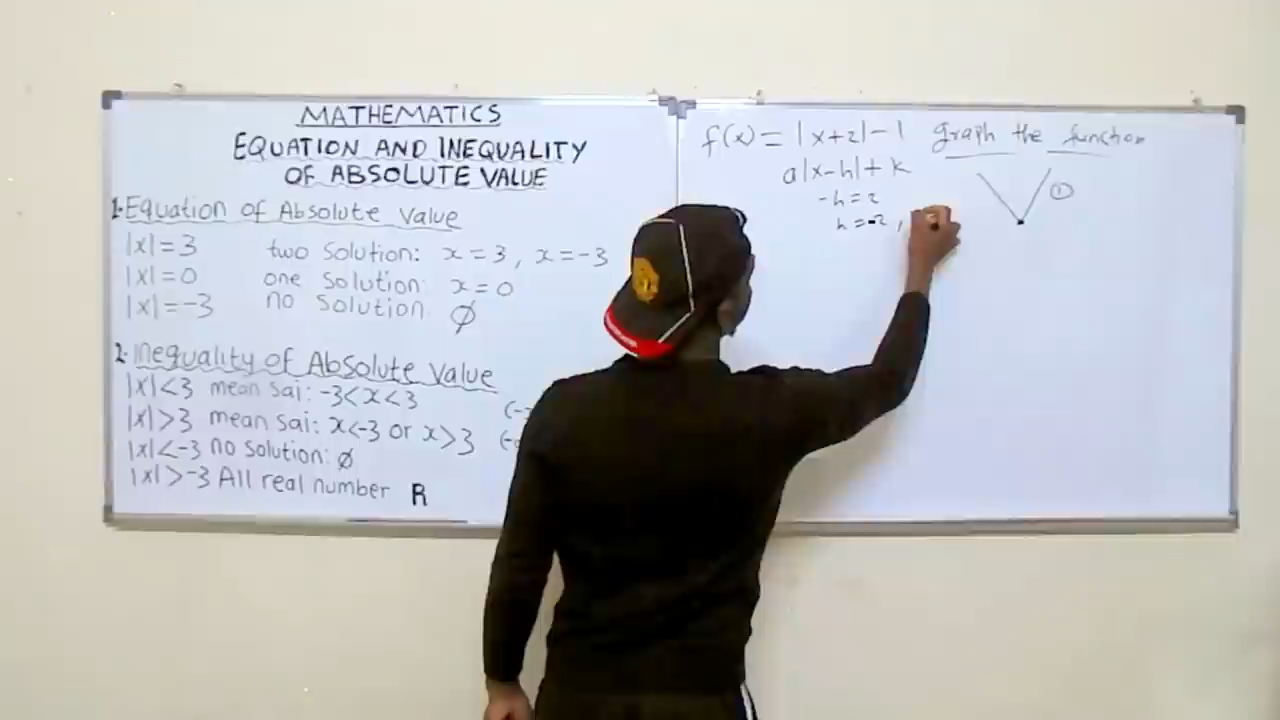 MATHEMATICS
EQUATION AND INEQUALITY
OF ABSOLUTE VALUE
1. Equation of Absolute Value
|x|=3 two solution: x=3, x=-3
|x|=0 one solution: x=0
|x|=-3 no solution: ∅
2. Inequality of Absolute Value
|x|<3 mean sai: -3<x<3 (-
|x|>3 mean sai: x<-3 or x>3 (-
|x|<-3 no solution: ∅
|x|>-3 All real number R
f(x) = |x+2|-1 graph the function
a|x-h|+k
-h=2
h=-2,
①